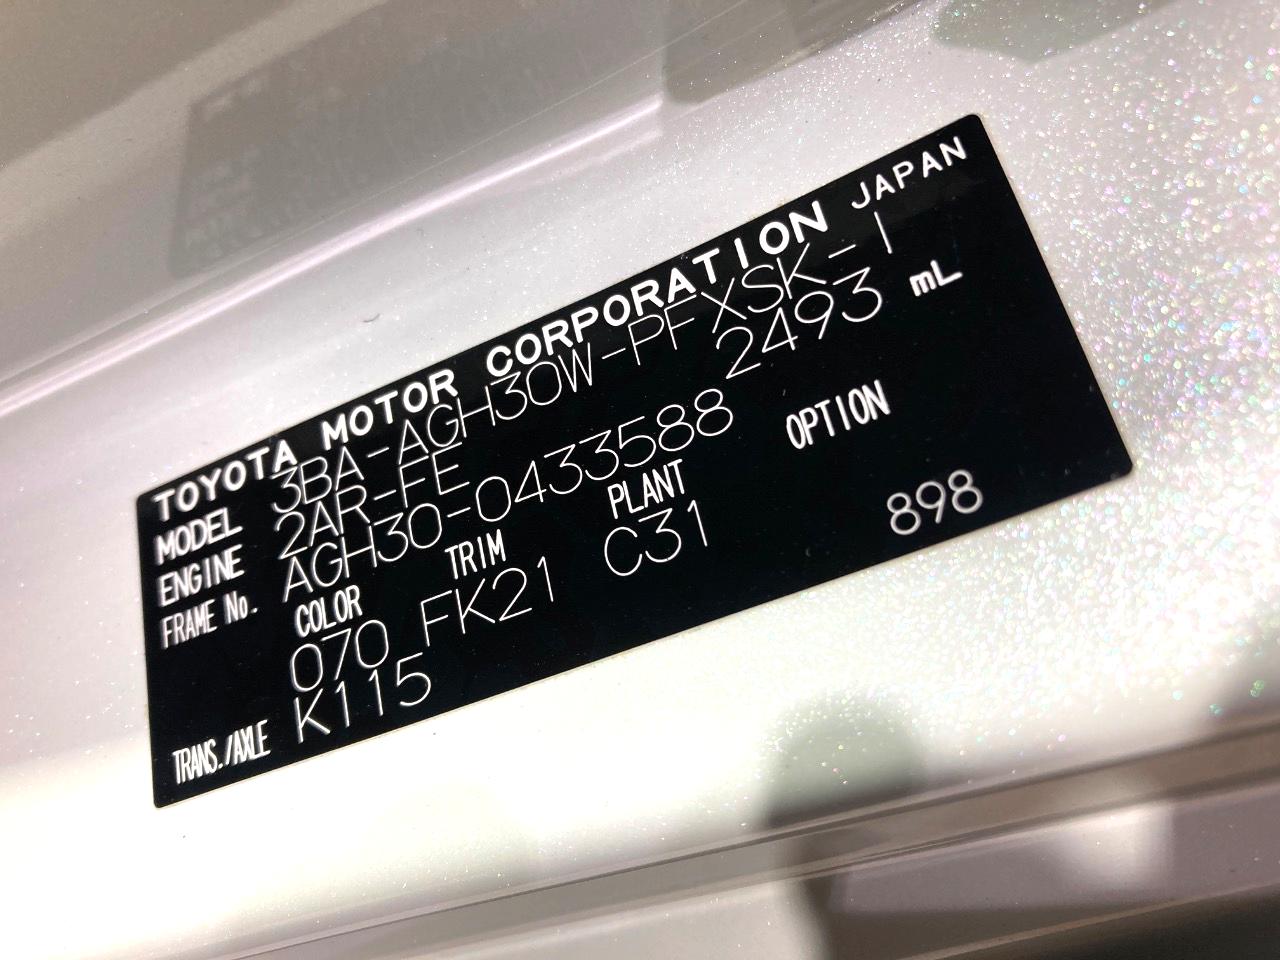 TOYOTA MOTOR CORPORATION JAPAN
MODEL 3BA-AGH30W-PFXSK-I
ENGINE 2AR-FE 2493 mL
FRAME No. AGH30-0433588
COLOR TRIM PLANT OPTION
070 FK21 C31 898
TRANS./AXLE K115